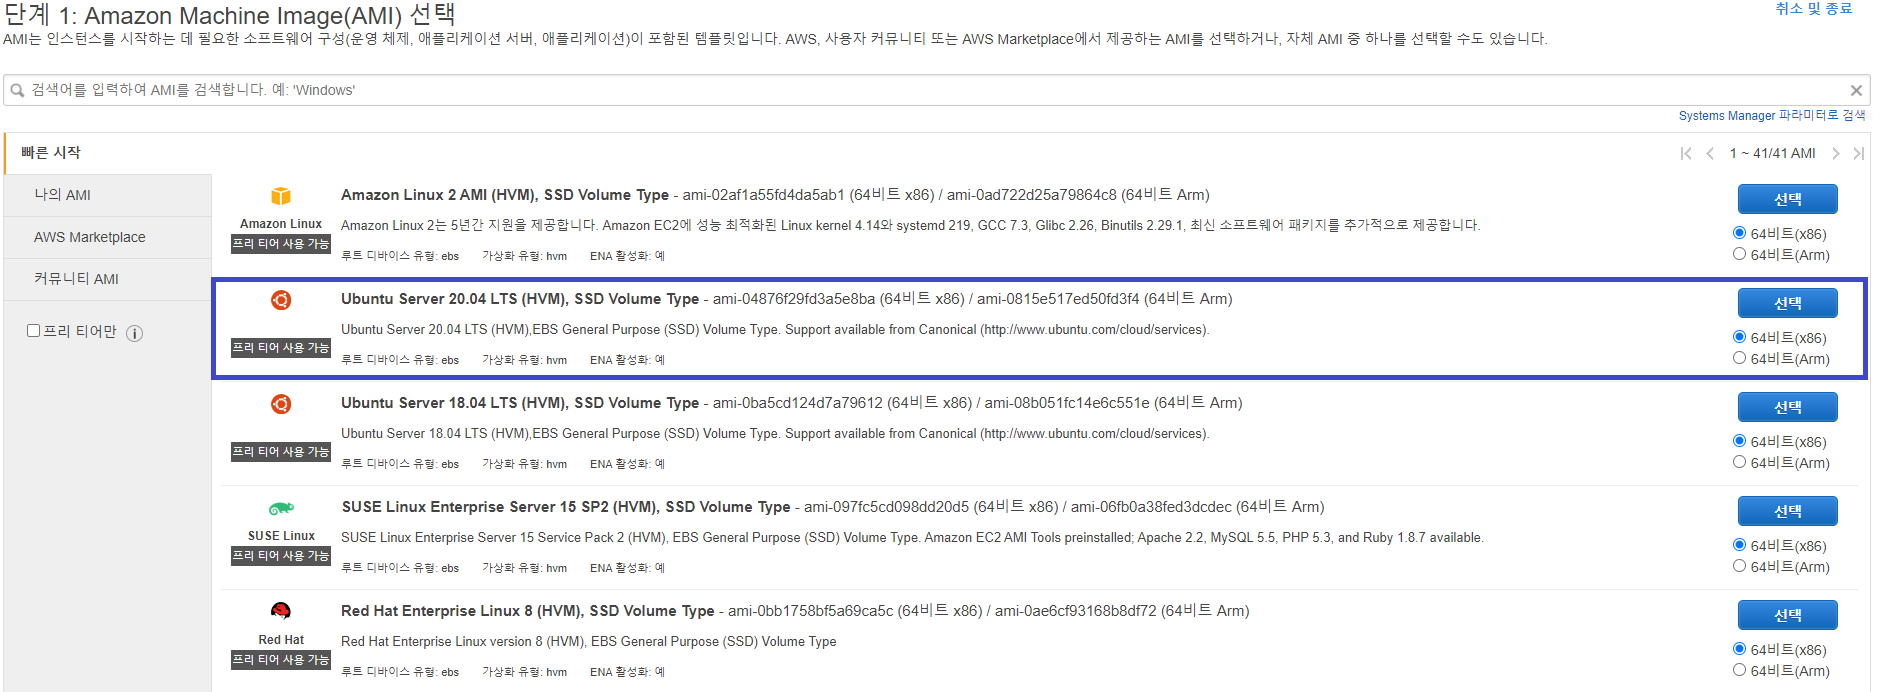 단계 1: Amazon Machine Image(AMI) 선택
취소 및 종료
AMI는 인스턴스를 시작하는 데 필요한 소프트웨어 구성(운영 체제, 애플리케이션 서버, 애플리케이션)이 포함된 템플릿입니다. AWS, 사용자 커뮤니티 또는 AWS Marketplace에서 제공하는 AMI를 선택하거나, 자체 AMI 중 하나를 선택할 수도 있습니다.
검색어를 입력하여 AMI를 검색합니다. 예: 'Windows'
Systems Manager 파라미터로 검색
빠른 시작
1 ~ 41/41 AMI
나의 AMI
AWS Marketplace
커뮤니티 AMI
프리 티어만
Amazon Linux
프리 티어 사용 가능
Amazon Linux 2 AMI (HVM), SSD Volume Type - ami-02af1a55fd4da5ab1 (64비트 x86) / ami-0ad722d25a79864c8 (64비트 Arm)
Amazon Linux 2는 5년간 지원을 제공합니다. Amazon EC2에 성능 최적화된 Linux kernel 4.14와 systemd 219, GCC 7.3, Glibc 2.26, Binutils 2.29.1, 최신 소프트웨어 패키지를 추가적으로 제공합니다.
루트 디바이스 유형: ebs 가상화 유형: hvm ENA 활성화: 예
선택
64비트(x86)
64비트(Arm)
프리 티어 사용 가능
Ubuntu Server 20.04 LTS (HVM), SSD Volume Type - ami-04876f29fd3a5e8ba (64비트 x86) / ami-0815e517ed50fd3f4 (64비트 Arm)
Ubuntu Server 20.04 LTS (HVM),EBS General Purpose (SSD) Volume Type. Support available from Canonical (http://www.ubuntu.com/cloud/services).
루트 디바이스 유형: ebs 가상화 유형: hvm ENA 활성화: 예
선택
64비트(x86)
64비트(Arm)
프리 티어 사용 가능
Ubuntu Server 18.04 LTS (HVM), SSD Volume Type - ami-0ba5cd124d7a79612 (64비트 x86) / ami-08b051fc14e6c551e (64비트 Arm)
Ubuntu Server 18.04 LTS (HVM),EBS General Purpose (SSD) Volume Type. Support available from Canonical (http://www.ubuntu.com/cloud/services).
루트 디바이스 유형: ebs 가상화 유형: hvm ENA 활성화: 예
선택
64비트(x86)
64비트(Arm)
SUSE Linux
프리 티어 사용 가능
SUSE Linux Enterprise Server 15 SP2 (HVM), SSD Volume Type - ami-097fc5cd098dd20d5 (64비트 x86) / ami-06fb0a38fed3dcdec (64비트 Arm)
SUSE Linux Enterprise Server 15 Service Pack 2 (HVM), EBS General Purpose (SSD) Volume Type. Amazon EC2 AMI Tools preinstalled; Apache 2.2, MySQL 5.5, PHP 5.3, and Ruby 1.8.7 available.
루트 디바이스 유형: ebs 가상화 유형: hvm ENA 활성화: 예
선택
64비트(x86)
64비트(Arm)
Red Hat
프리 티어 사용 가능
Red Hat Enterprise Linux 8 (HVM), SSD Volume Type - ami-0bb1758bf5a69ca5c (64비트 x86) / ami-0ae6cf93168b8df72 (64비트 Arm)
Red Hat Enterprise Linux version 8 (HVM), EBS General Purpose (SSD) Volume Type
루트 디바이스 유형: ebs 가상화 유형: hvm ENA 활성화: 예
선택
64비트(x86)
64비트(Arm)